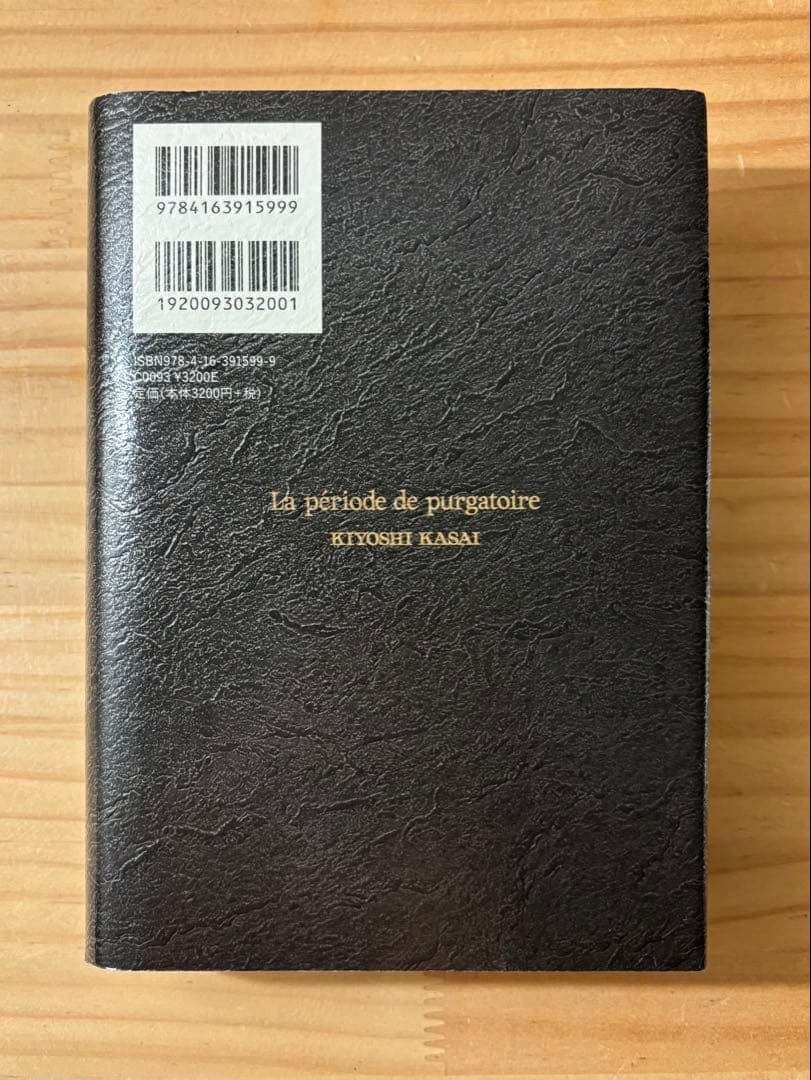 9784163915999
1920093032001
ISBN978-4-16-391599-9
C0093 ¥3200E
定価(本体3200円+税)
La période de purgatoire
KIYOSHI KASAI